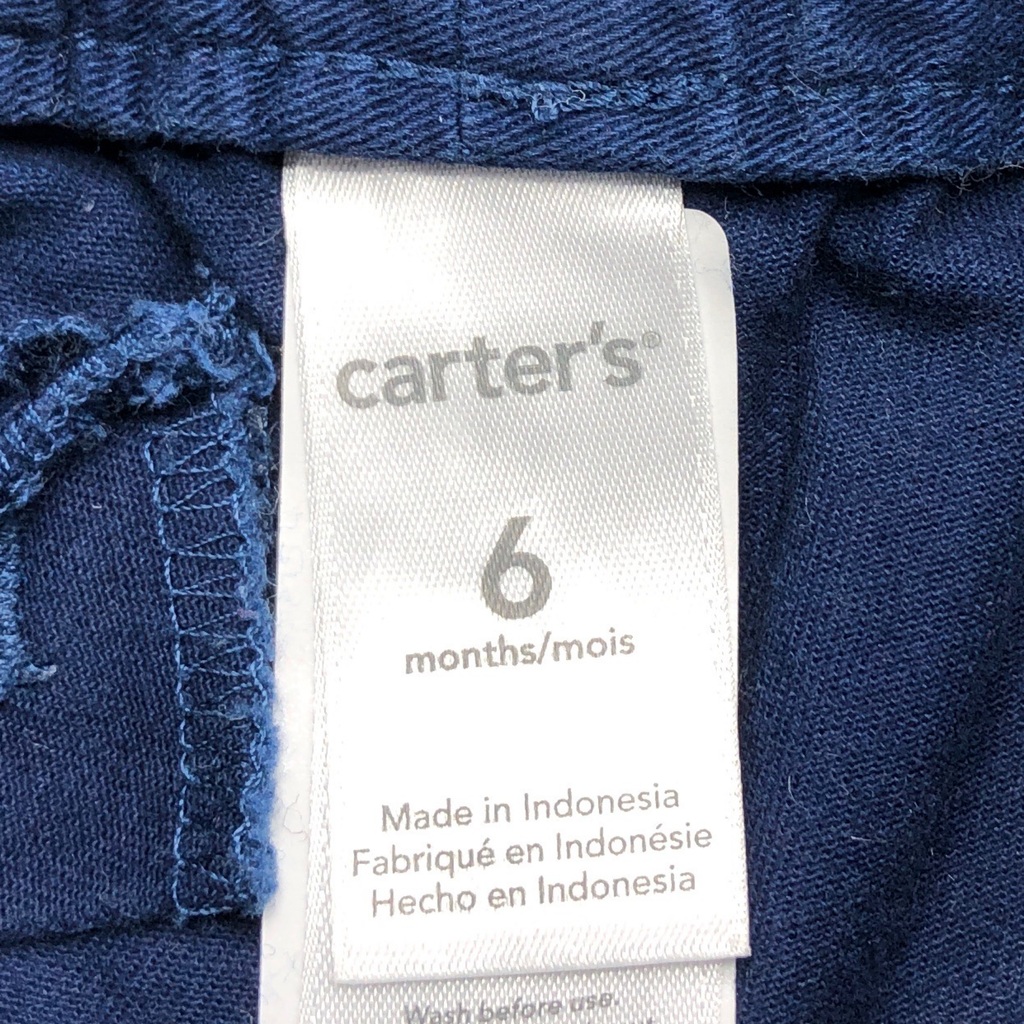 carter's®
6
months/mois
Made in Indonesia
Fabriqué en Indonésie
Hecho en Indonesia
Wash before use.